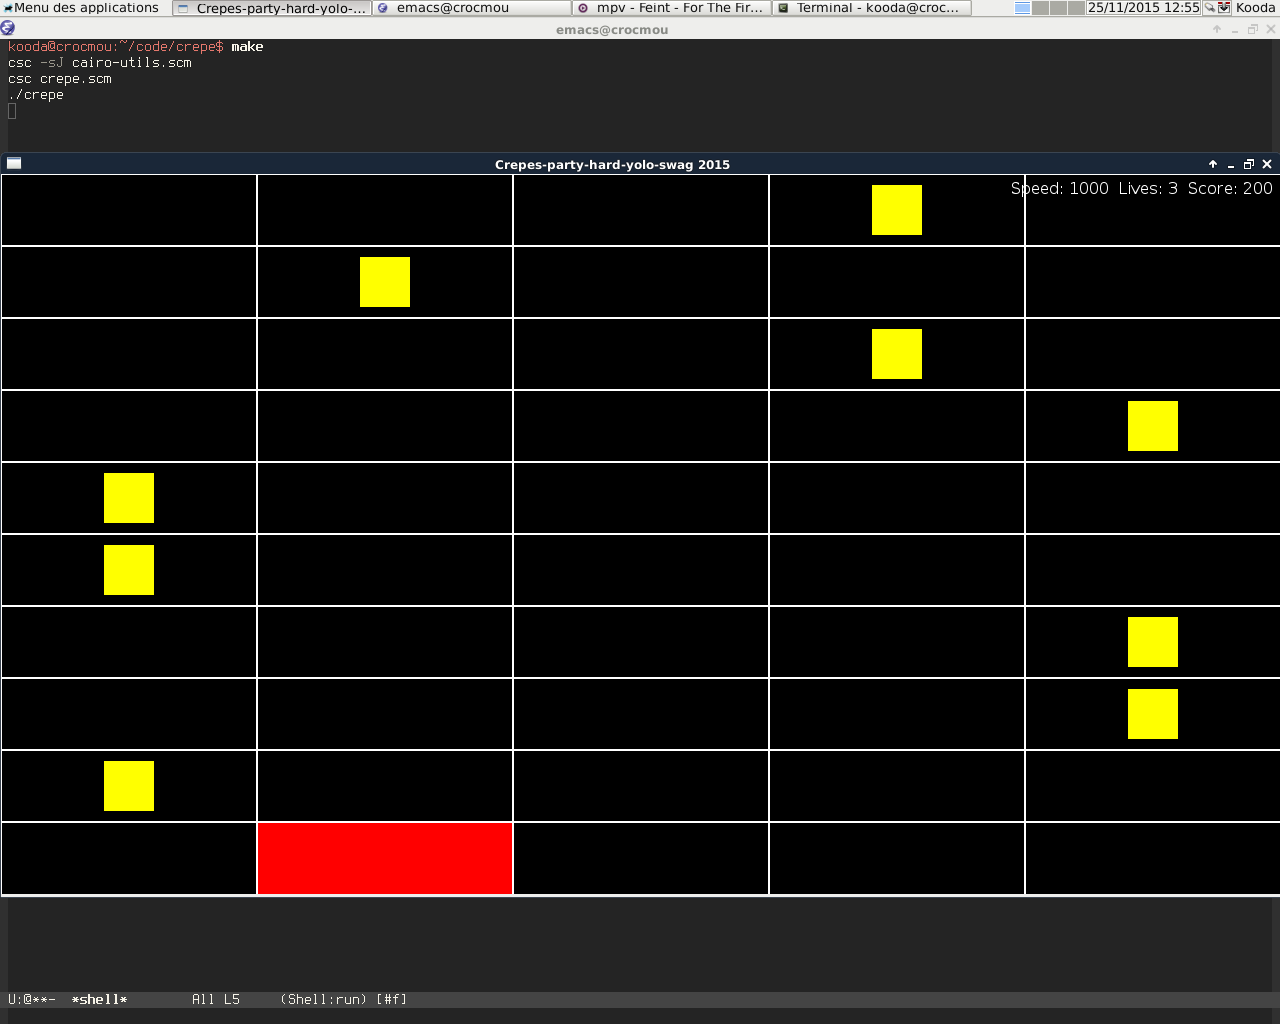 Menu des applications Crepes-party-hard-yolo-... emacs@crocmou mpv - Feint - For The Fir... Terminal - kooda@croc... 25/11/2015 12:55 Kooda
emacs@crocmou
kooda@crocmou:~/code/crepe$ make
csc -sJ cairo-utils.scm
csc crepe.scm
./crepe
Crepes-party-hard-yolo-swag 2015
Speed: 1000 Lives: 3 Score: 200
U:@**- *shell* All L5 (Shell:run) [#f]